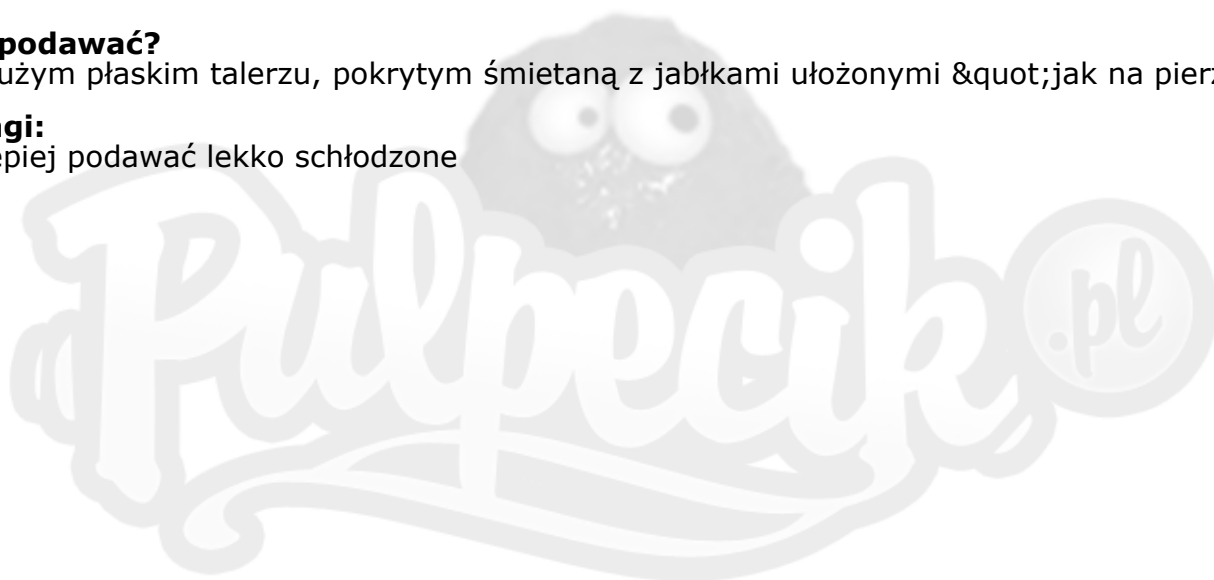 podawać?
użym płaskim talerzu, pokrytym śmietaną z jabłkami ułożonymi &quot;jak na pierz
gi:
epiej podawać lekko schłodzone
Pulpecik.pl